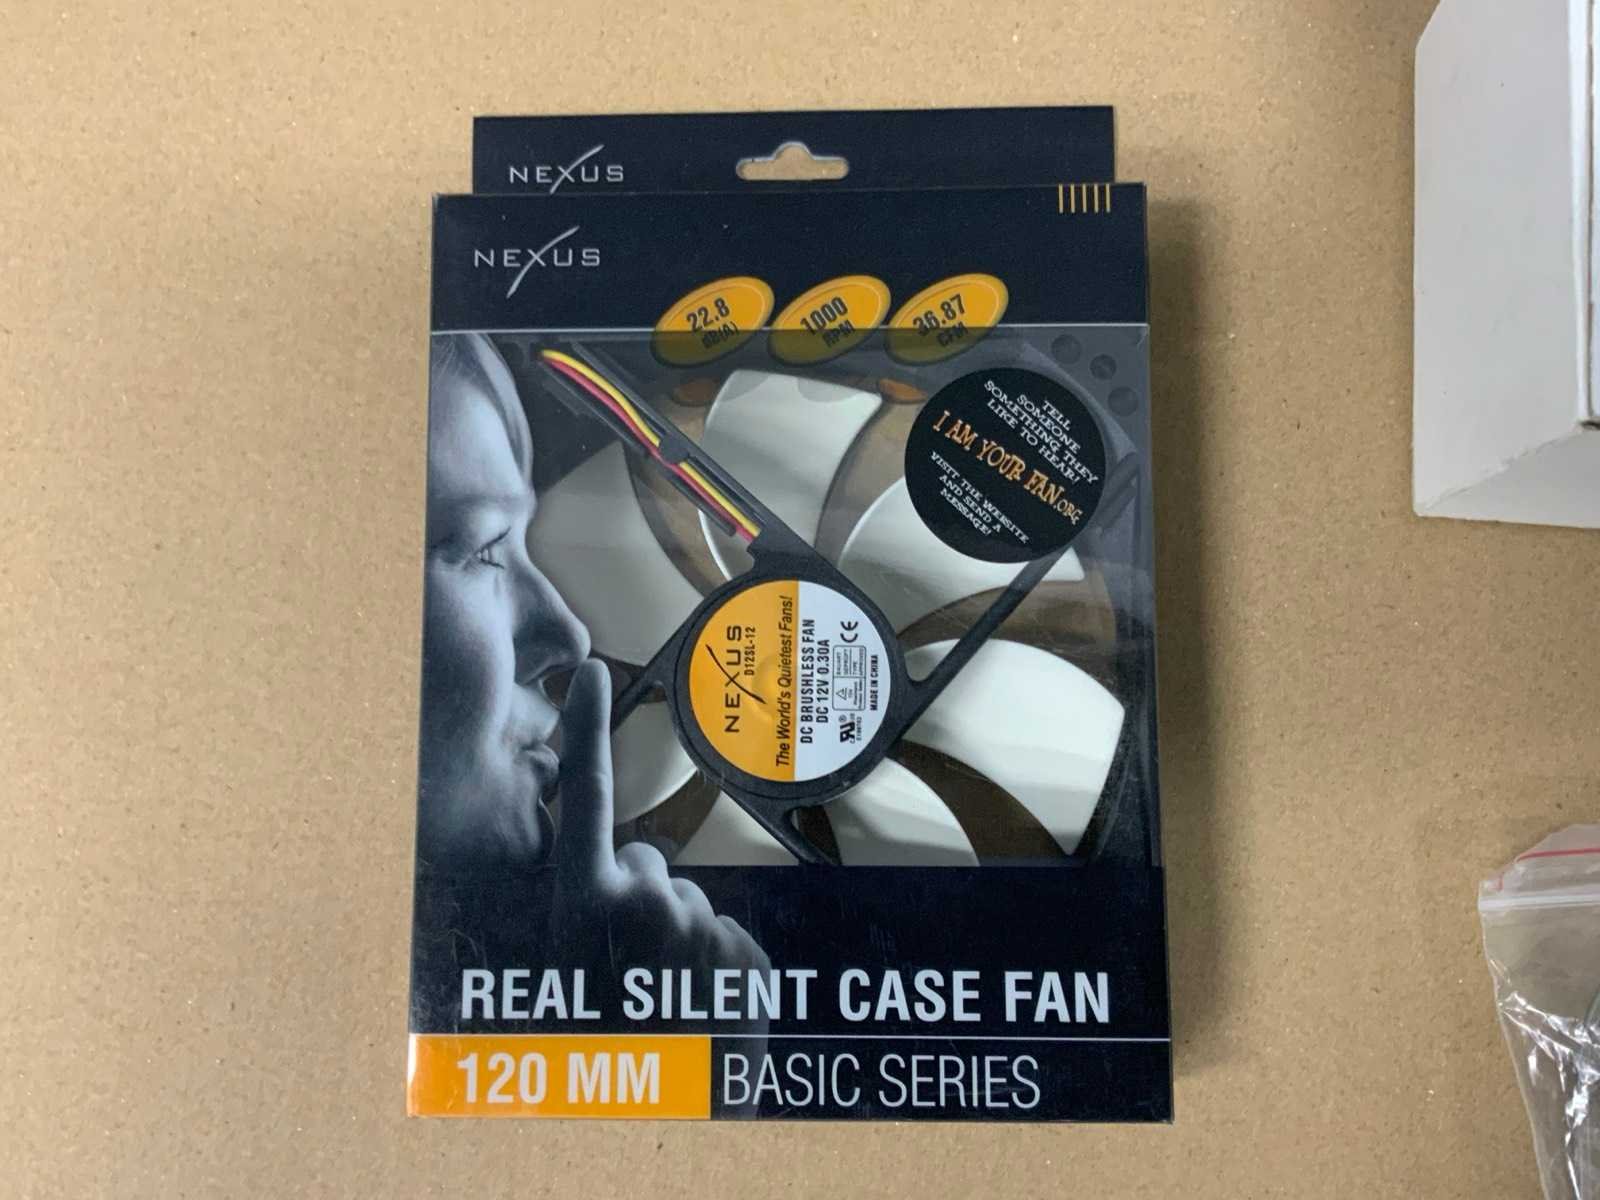 NEXUS
NEXUS
22.8
dB(A)
1000
RPM
36.87
CFM
TELL
SOMEONE
SOMETHING THEY
LIKE TO HEAR!
I AM YOUR FAN.ORG
VISIT THE WEBSITE
AND SEND A
MESSAGE!
NEXUS
D12SL-12
The World's Quietest Fans!
DC BRUSHLESS FAN
DC 12V 0.30A
CE
MADE IN CHINA
REAL SILENT CASE FAN
120 MM BASIC SERIES